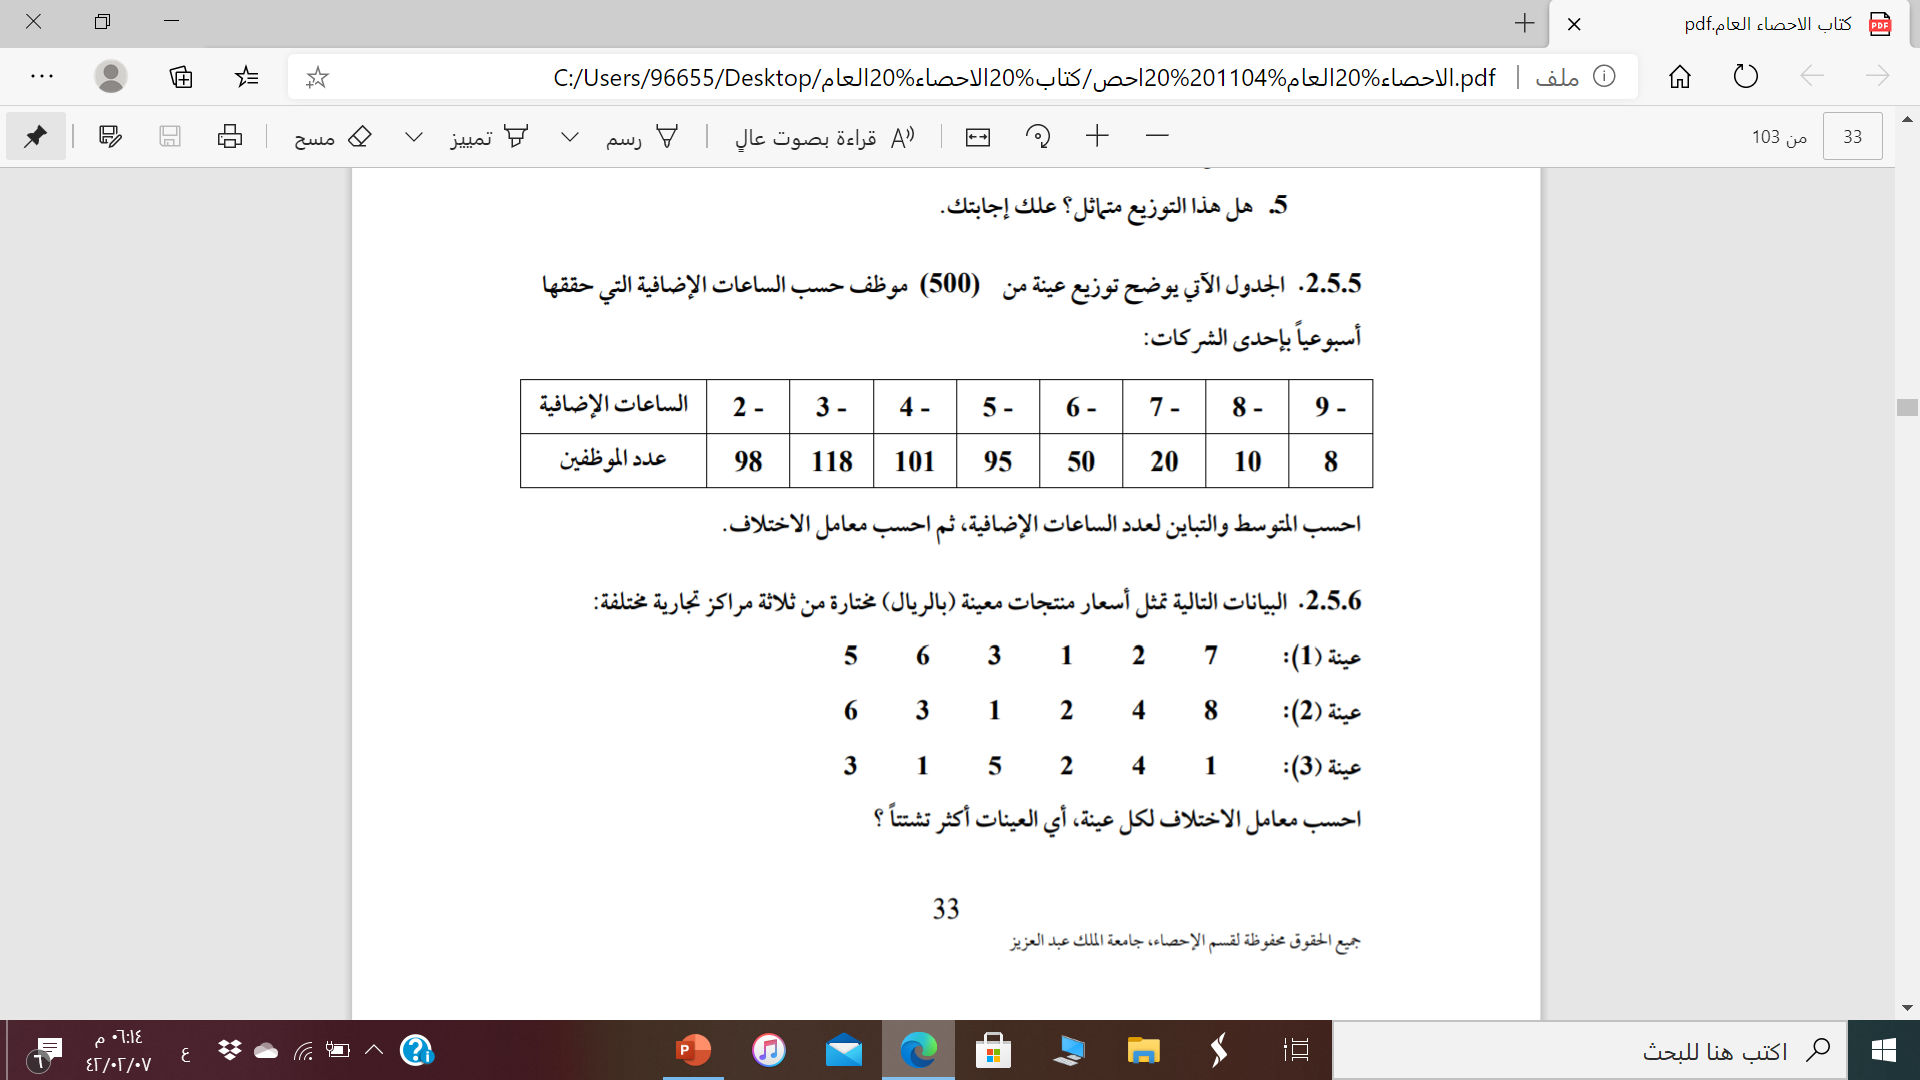 كتاب الاحصاء العام.pdf
ملف
C:/Users/96655/Desktop/احص%20%201104الاحصاء%20العام/كتاب%20الاحصاء%20العام.pdf
33
من 103
قراءة بصوت عالٍ
رسم
تمييز
مسح
5. هل هذا التوزيع متماثل؟ علل إجابتك.
2.5.5. الجدول الآتي يوضح توزيع عينة من (500) موظف حسب الساعات الإضافية التي حققها
أسبوعياً بإحدى الشركات:
الساعات الإضافية 2 - 3 - 4 - 5 - 6 - 7 - 8 - 9 -
عدد الموظفين 98 118 101 95 50 20 10 8
احسب المتوسط والتباين لعدد الساعات الإضافية، ثم احسب معامل الاختلاف.
2.5.6. البيانات التالية تمثل أسعار منتجات معينة (بالريال) مختارة من ثلاثة مراكز تجارية مختلفة:
عينة (1): 7 2 1 3 6 5
عينة (2): 8 4 2 1 3 6
عينة (3): 1 4 2 5 1 3
احسب معامل الاختلاف لكل عينة، أي العينات أكثر تشتتاً ؟
33
جميع الحقوق محفوظة لقسم الإحصاء، جامعة الملك عبد العزيز
اكتب هنا للبحث
ع
٠٦:١٤ م
٤٢/٠٢/٠٧
٦